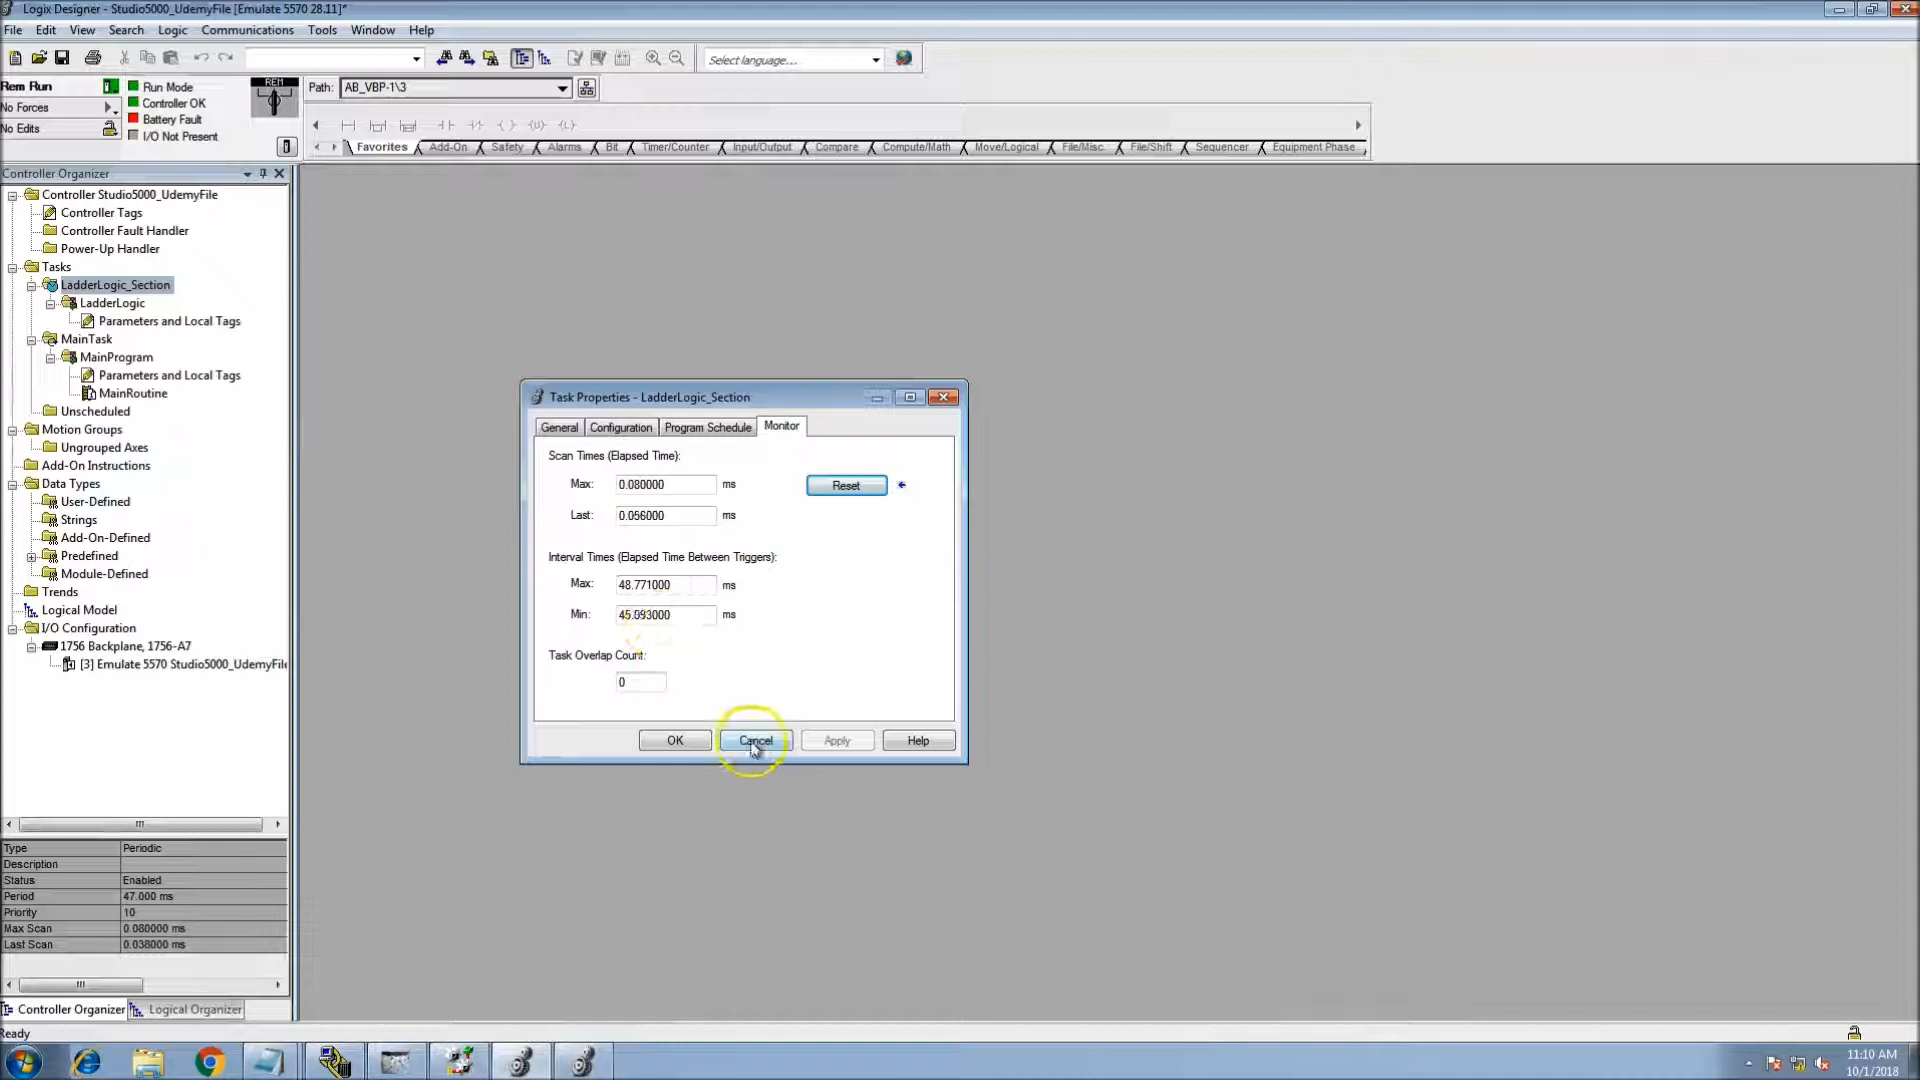 Logix Designer - Studio5000_UdemyFile [Emulate 5570 28.11]*
File Edit View Search Logic Communications Tools Window Help
Select language...
Rem Run
No Forces
No Edits
Run Mode
Controller OK
Battery Fault
I/O Not Present
REM
Path: AB_VBP-1\3
Favorites Add-On Safety Alarms Bit Timer/Counter Input/Output Compare Compute/Math Move/Logical File/Misc. File/Shift Sequencer Equipment Phase
Controller Organizer
Controller Studio5000_UdemyFile
Controller Tags
Controller Fault Handler
Power-Up Handler
Tasks
LadderLogic_Section
LadderLogic
Parameters and Local Tags
MainTask
MainProgram
Parameters and Local Tags
MainRoutine
Unscheduled
Motion Groups
Ungrouped Axes
Add-On Instructions
Data Types
User-Defined
Strings
Add-On-Defined
Predefined
Module-Defined
Trends
Logical Model
I/O Configuration
1756 Backplane, 1756-A7
[3] Emulate 5570 Studio5000_UdemyFile
Type Periodic
Description
Status Enabled
Period 47.000 ms
Priority 10
Max Scan 0.080000 ms
Last Scan 0.038000 ms
Controller Organizer Logical Organizer
Ready
Task Properties - LadderLogic_Section
General Configuration Program Schedule Monitor
Scan Times (Elapsed Time):
Max: 0.080000 ms Reset
Last: 0.056000 ms
Interval Times (Elapsed Time Between Triggers):
Max: 48.771000 ms
Min: 45.093000 ms
Task Overlap Count:
0
OK Cancel Apply Help
11:10 AM
10/1/2018